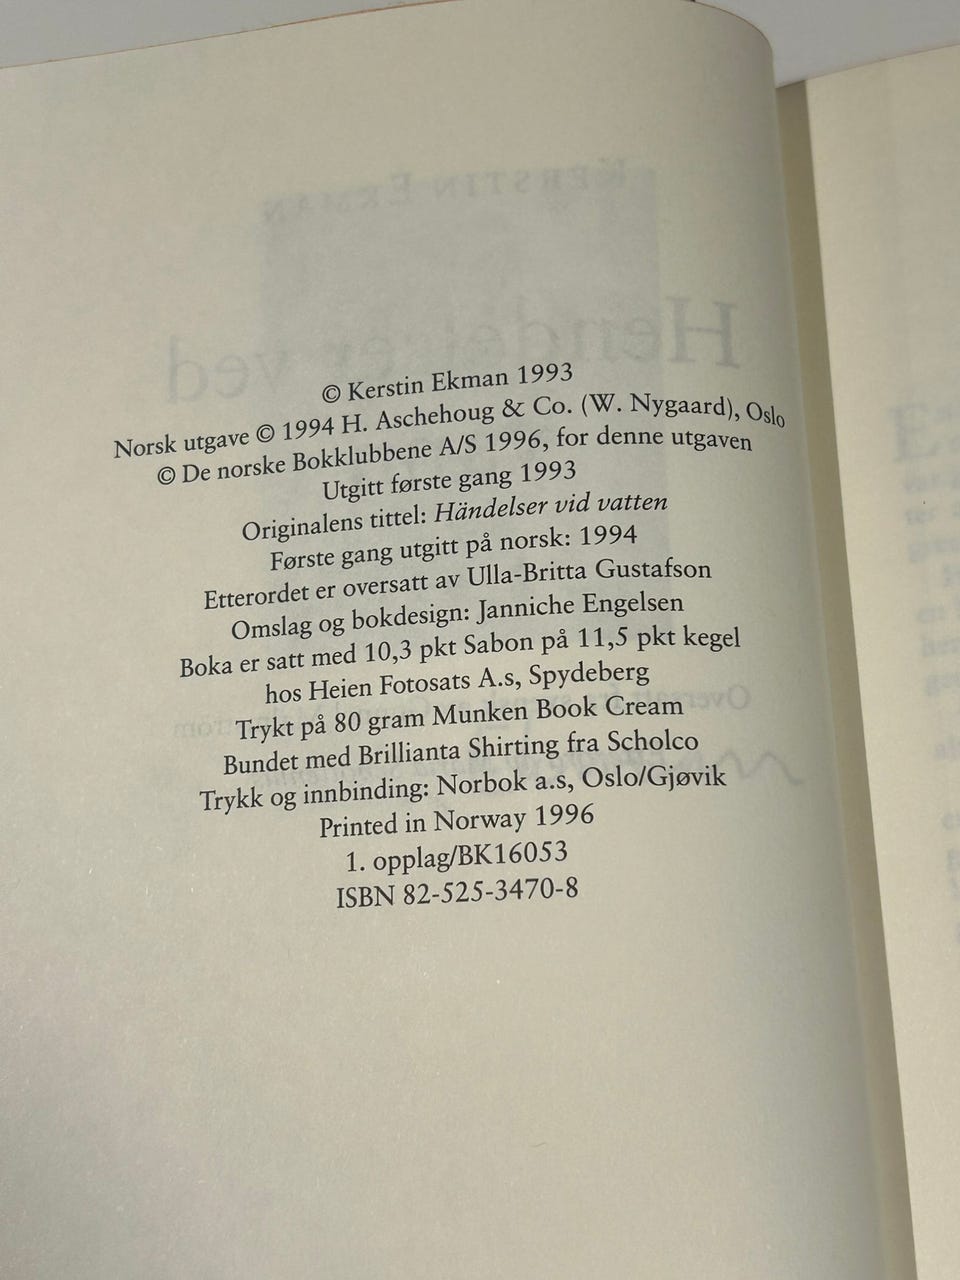 © Kerstin Ekman 1993
Norsk utgave © 1994 H. Aschehoug & Co. (W. Nygaard), Oslo
© De norske Bokklubbene A/S 1996, for denne utgaven
Utgitt første gang 1993
Originalens tittel: Händelser vid vatten
Første gang utgitt på norsk: 1994
Etterordet er oversatt av Ulla-Britta Gustafson
Omslag og bokdesign: Janniche Engelsen
Boka er satt med 10,3 pkt Sabon på 11,5 pkt kegel
hos Heien Fotosats A.s, Spydeberg
Trykt på 80 gram Munken Book Cream
Bundet med Brillianta Shirting fra Scholco
Trykk og innbinding: Norbok a.s, Oslo/Gjøvik
Printed in Norway 1996
1. opplag/BK16053
ISBN 82-525-3470-8